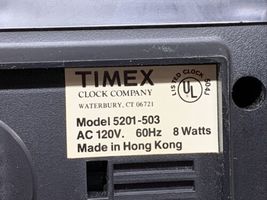 TIMEX
CLOCK COMPANY
WATERBURY, CT 06721
LISTED CLOCK
UL
Model 5201-503
AC 120V. 60Hz 8 Watts
Made in Hong Kong